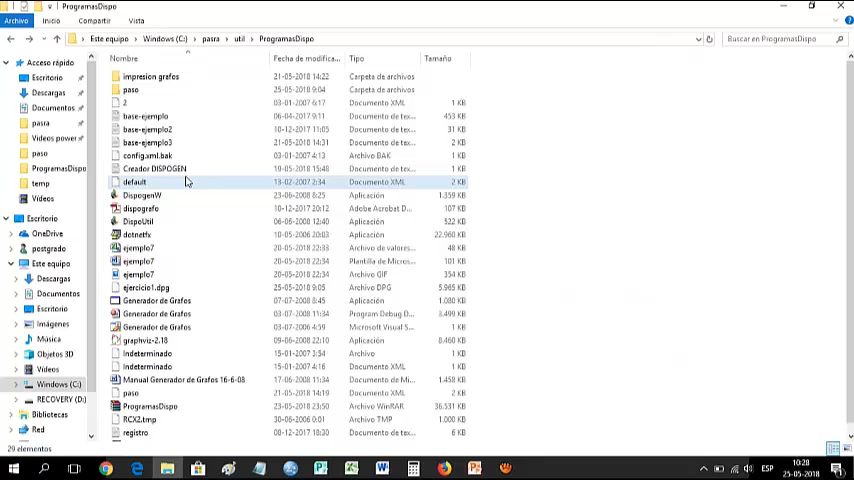 ProgramasDispo
Archivo Inicio Compartir Vista
Este equipo > Windows (C:) > pasra > util > ProgramasDispo
Buscar en ProgramasDispo
Nombre Fecha de modifica... Tipo Tamaño
Acceso rápido
Escritorio
Descargas
Documentos
pasra
Videos power
paso
ProgramasDispo
temp
Vídeos
Escritorio
OneDrive
postgrado
Este equipo
Descargas
Documentos
Escritorio
Imágenes
Música
Objetos 3D
Vídeos
Windows (C:)
RECOVERY (D:)
Bibliotecas
Red
impresion grafos 21-05-2018 14:22 Carpeta de archivos
paso 25-05-2018 9:04 Carpeta de archivos
2 03-01-2007 6:17 Documento XML 1 KB
base-ejemplo 06-04-2017 9:11 Documento de tex... 453 KB
base-ejemplo2 10-12-2017 11:05 Documento de tex... 31 KB
base-ejemplo3 21-05-2018 14:31 Documento de tex... 2 KB
config.xml.bak 03-01-2007 4:13 Archivo BAK 1 KB
Creador DISPOGEN 19-05-2018 15:48 Documento de tex... 1 KB
default 13-02-2007 2:34 Documento XML 2 KB
DispogenW 23-06-2008 8:25 Aplicación 1.359 KB
dispografo 10-12-2017 20:12 Adobe Acrobat D... 107 KB
DispoUtil 06-06-2008 12:40 Aplicación 522 KB
dotnetfx 10-05-2006 20:03 Aplicación 22.960 KB
ejemplo7 20-05-2018 22:33 Archivo de valores... 48 KB
ejemplo7 20-05-2018 22:34 Plantilla de Micros... 101 KB
ejemplo7 20-05-2018 22:34 Archivo GIF 354 KB
ejercicio1.dpg 25-05-2018 9:05 Archivo DPG 5.965 KB
Generador de Grafos 07-07-2008 8:45 Aplicación 1.080 KB
Generador de Grafos 03-07-2008 11:34 Program Debug D... 3.499 KB
Generador de Grafos 03-07-2006 4:59 Microsoft Visual S... 1 KB
graphviz-2.18 09-06-2008 22:10 Aplicación 8.460 KB
Indeterminado 15-01-2007 3:54 Archivo 1 KB
Indeterminado 15-01-2007 4:16 Documento XML 1 KB
Manual Generador de Grafos 16-6-08 17-06-2008 11:34 Documento de Mi... 1.458 KB
paso 21-05-2018 14:19 Documento XML 2 KB
ProgramasDispo 23-05-2018 23:50 Archivo WinRAR 36.531 KB
RCX2.tmp 30-06-2006 0:01 Archivo TMP 1.000 KB
registro 08-12-2017 18:30 Documento de tex... 6 KB
29 elementos
ESP
10:28
25-05-2018